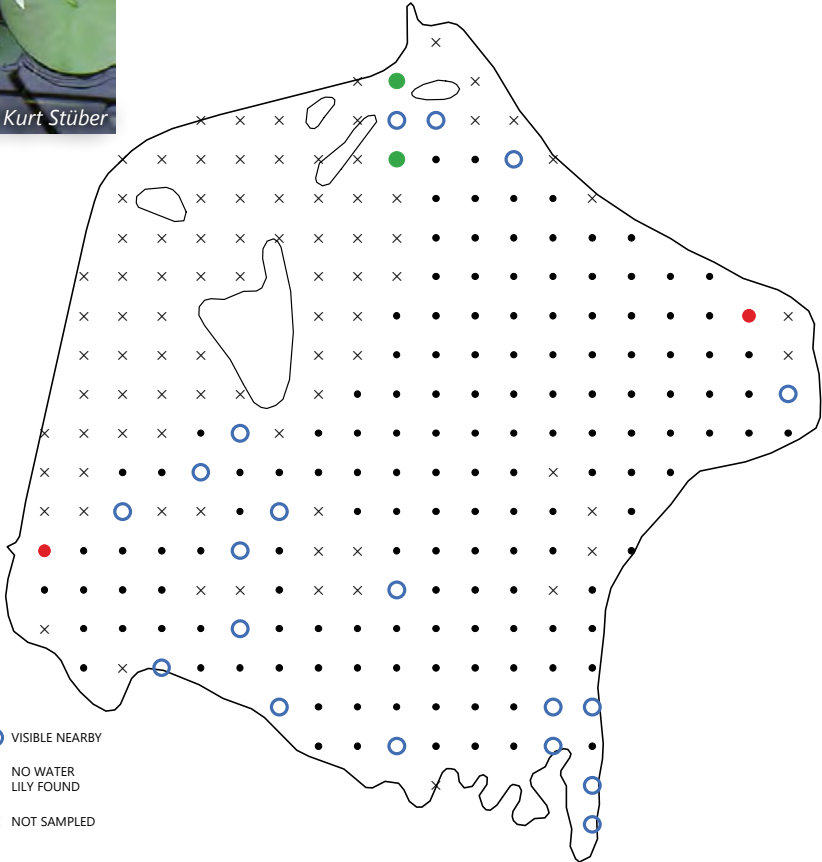 Kurt Stüber
VISIBLE NEARBY
NO WATER
LILY FOUND
NOT SAMPLED